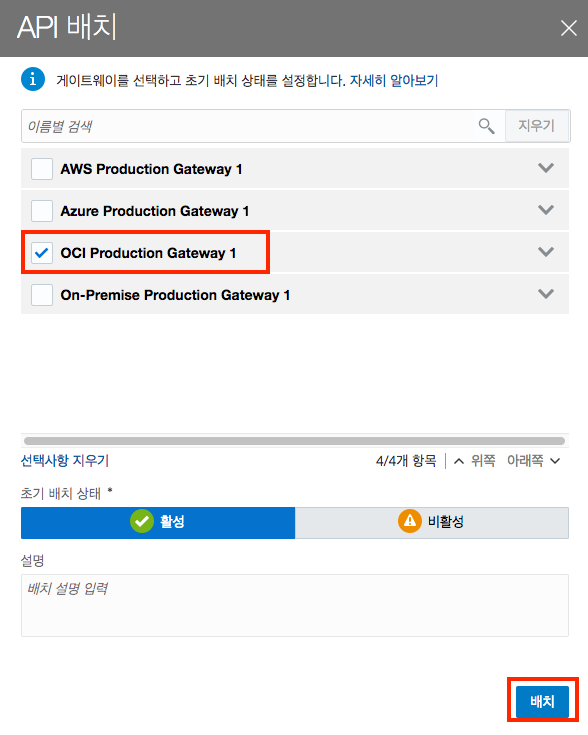 API 배치
게이트웨이를 선택하고 초기 배치 상태를 설정합니다. 자세히 알아보기
이름별 검색 지우기
AWS Production Gateway 1
Azure Production Gateway 1
OCI Production Gateway 1
On-Premise Production Gateway 1
선택사항 지우기 4/4개 항목 위쪽 아래쪽
초기 배치 상태 *
활성 비활성
설명
배치 설명 입력
배치